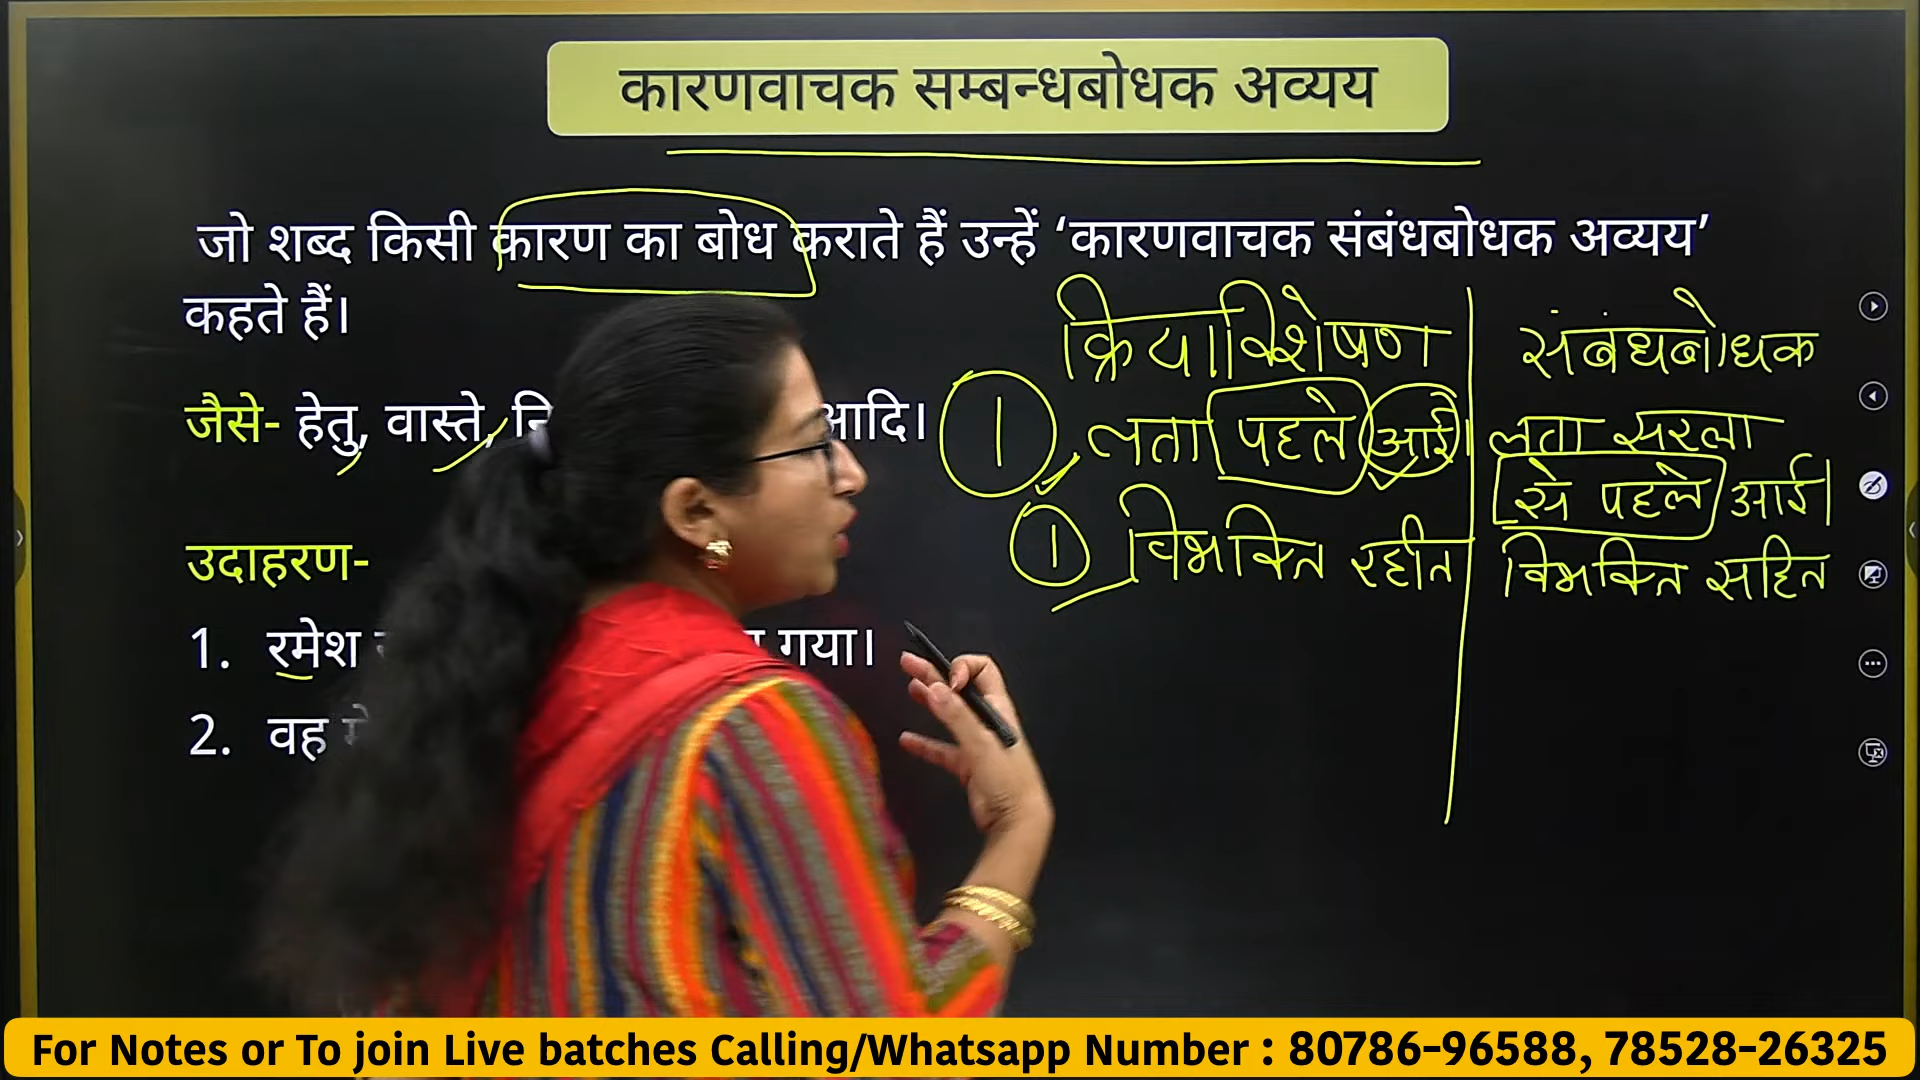 कारणवाचक सम्बन्धबोधक अव्यय
जो शब्द किसी कारण का बोध कराते हैं उन्हें ‘कारणवाचक संबंधबोधक अव्यय’
कहते हैं।
जैसे- हेतु, वास्ते, आदि।
उदाहरण-
1. रमेश गया।
2. वह
क्रियाविशेषण
1 लता पहले आई।
1 विभक्ति रहीत
संबंधबोधक
लता सरला
से पहले आई।
विभक्ति सहित
For Notes or To join Live batches Calling/Whatsapp Number : 80786-96588, 78528-26325